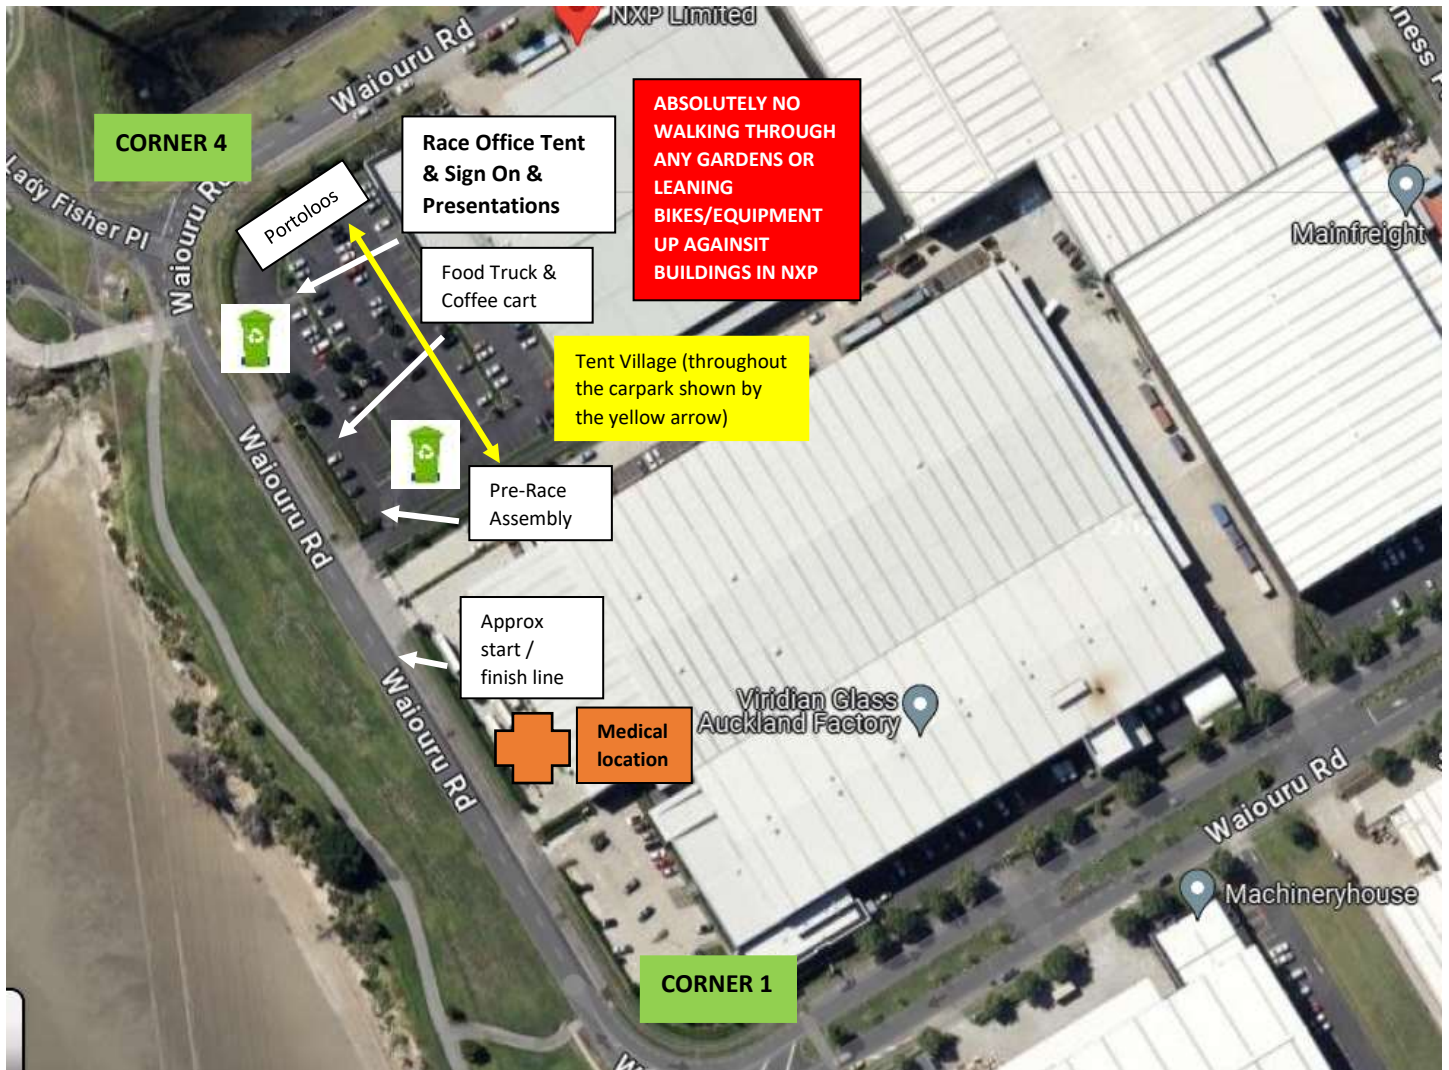 NXP Limited
Waiouru Rd
CORNER 4
Race Office Tent
& Sign On &
Presentations
ABSOLUTELY NO
WALKING THROUGH
ANY GARDENS OR
LEANING
BIKES/EQUIPMENT
UP AGAINSIT
BUILDINGS IN NXP
Lady Fisher Pl
Waiouru Rd
Portoloos
Mainfreight
Food Truck &
Coffee cart
Tent Village (throughout
the carpark shown by
the yellow arrow)
Waiouru Rd
Pre-Race
Assembly
Approx
start /
finish line
Waiouru Rd
Medical
location
Viridian Glass
Auckland Factory
Waiouru Rd
Machineryhouse
CORNER 1